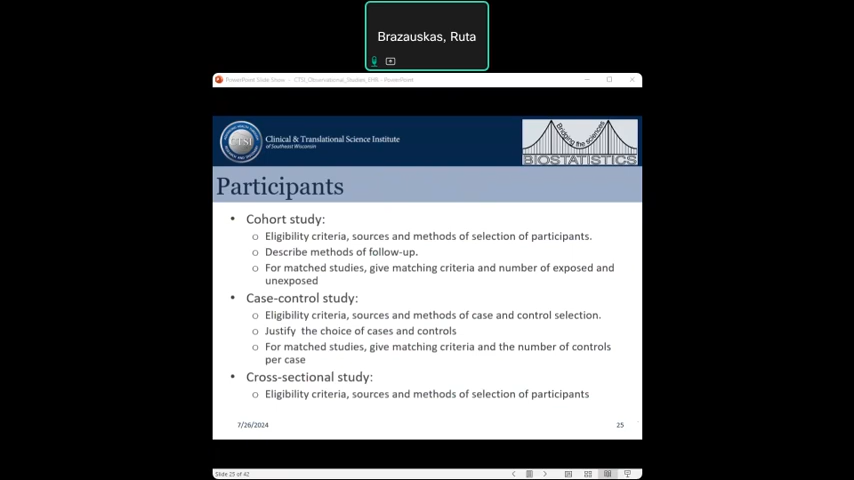 Brazauskas, Ruta
PowerPoint Slide Show - CTSI_Observational_Studies_EHR - PowerPoint
CTSI
Clinical & Translational Science Institute
of Southeast Wisconsin
Bridging the sciences
BIOSTATISTICS
Participants
• Cohort study:
o Eligibility criteria, sources and methods of selection of participants.
o Describe methods of follow-up.
o For matched studies, give matching criteria and number of exposed and
unexposed
• Case-control study:
o Eligibility criteria, sources and methods of case and control selection.
o Justify the choice of cases and controls
o For matched studies, give matching criteria and the number of controls
per case
• Cross-sectional study:
o Eligibility criteria, sources and methods of selection of participants
7/26/2024
25
Slide 25 of 42